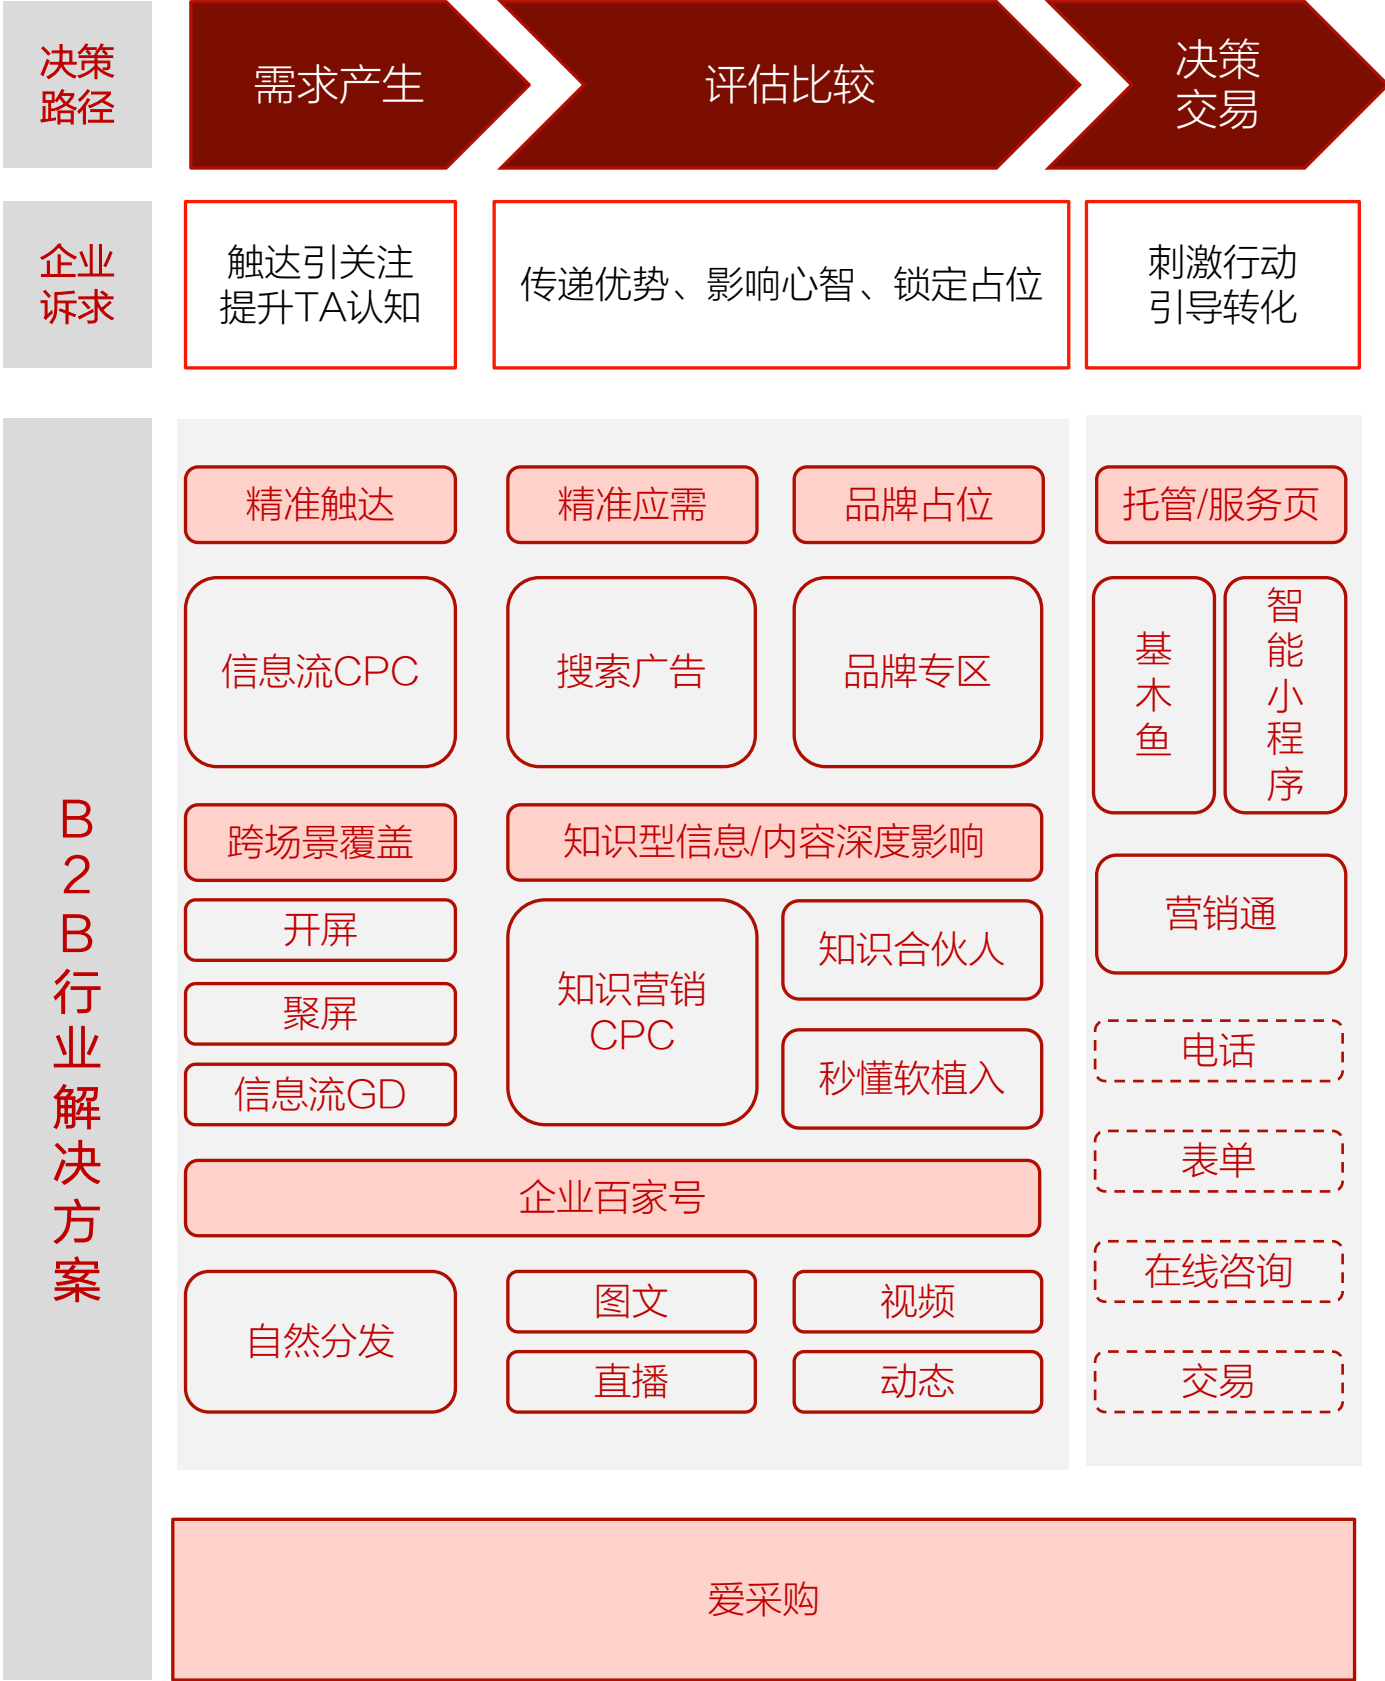 决策
路径
需求产生
评估比较
决策
交易
企业
诉求
触达引关注
提升TA认知
传递优势、影响心智、锁定占位
刺激行动
引导转化
B2B行业解决方案
精准触达
精准应需
品牌占位
托管/服务页
信息流CPC
搜索广告
品牌专区
基木鱼
智能小程序
跨场景覆盖
知识型信息/内容深度影响
营销通
开屏
聚屏
信息流GD
知识营销
CPC
知识合伙人
秒懂软植入
电话
表单
企业百家号
在线咨询
自然分发
图文
视频
直播
动态
交易
爱采购